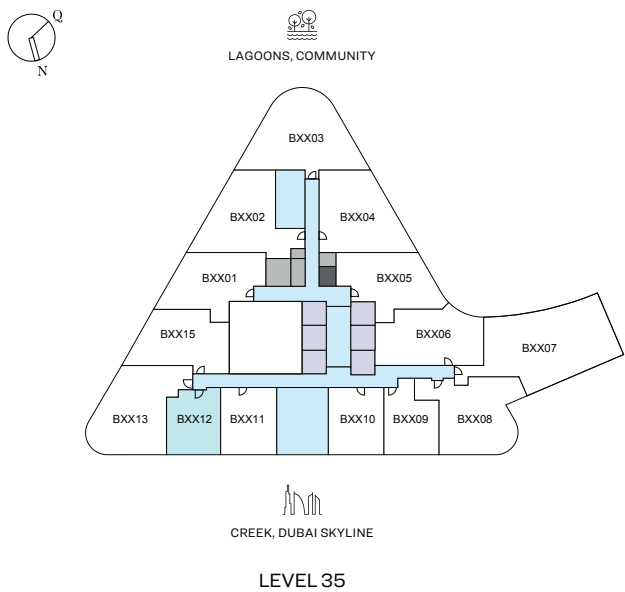 Q
N
LAGOONS, COMMUNITY
BXX03
BXX02
BXX04
BXX01
BXX05
BXX15
BXX06
BXX07
BXX13
BXX12
BXX11
BXX10
BXX09
BXX08
CREEK, DUBAI SKYLINE
LEVEL 35